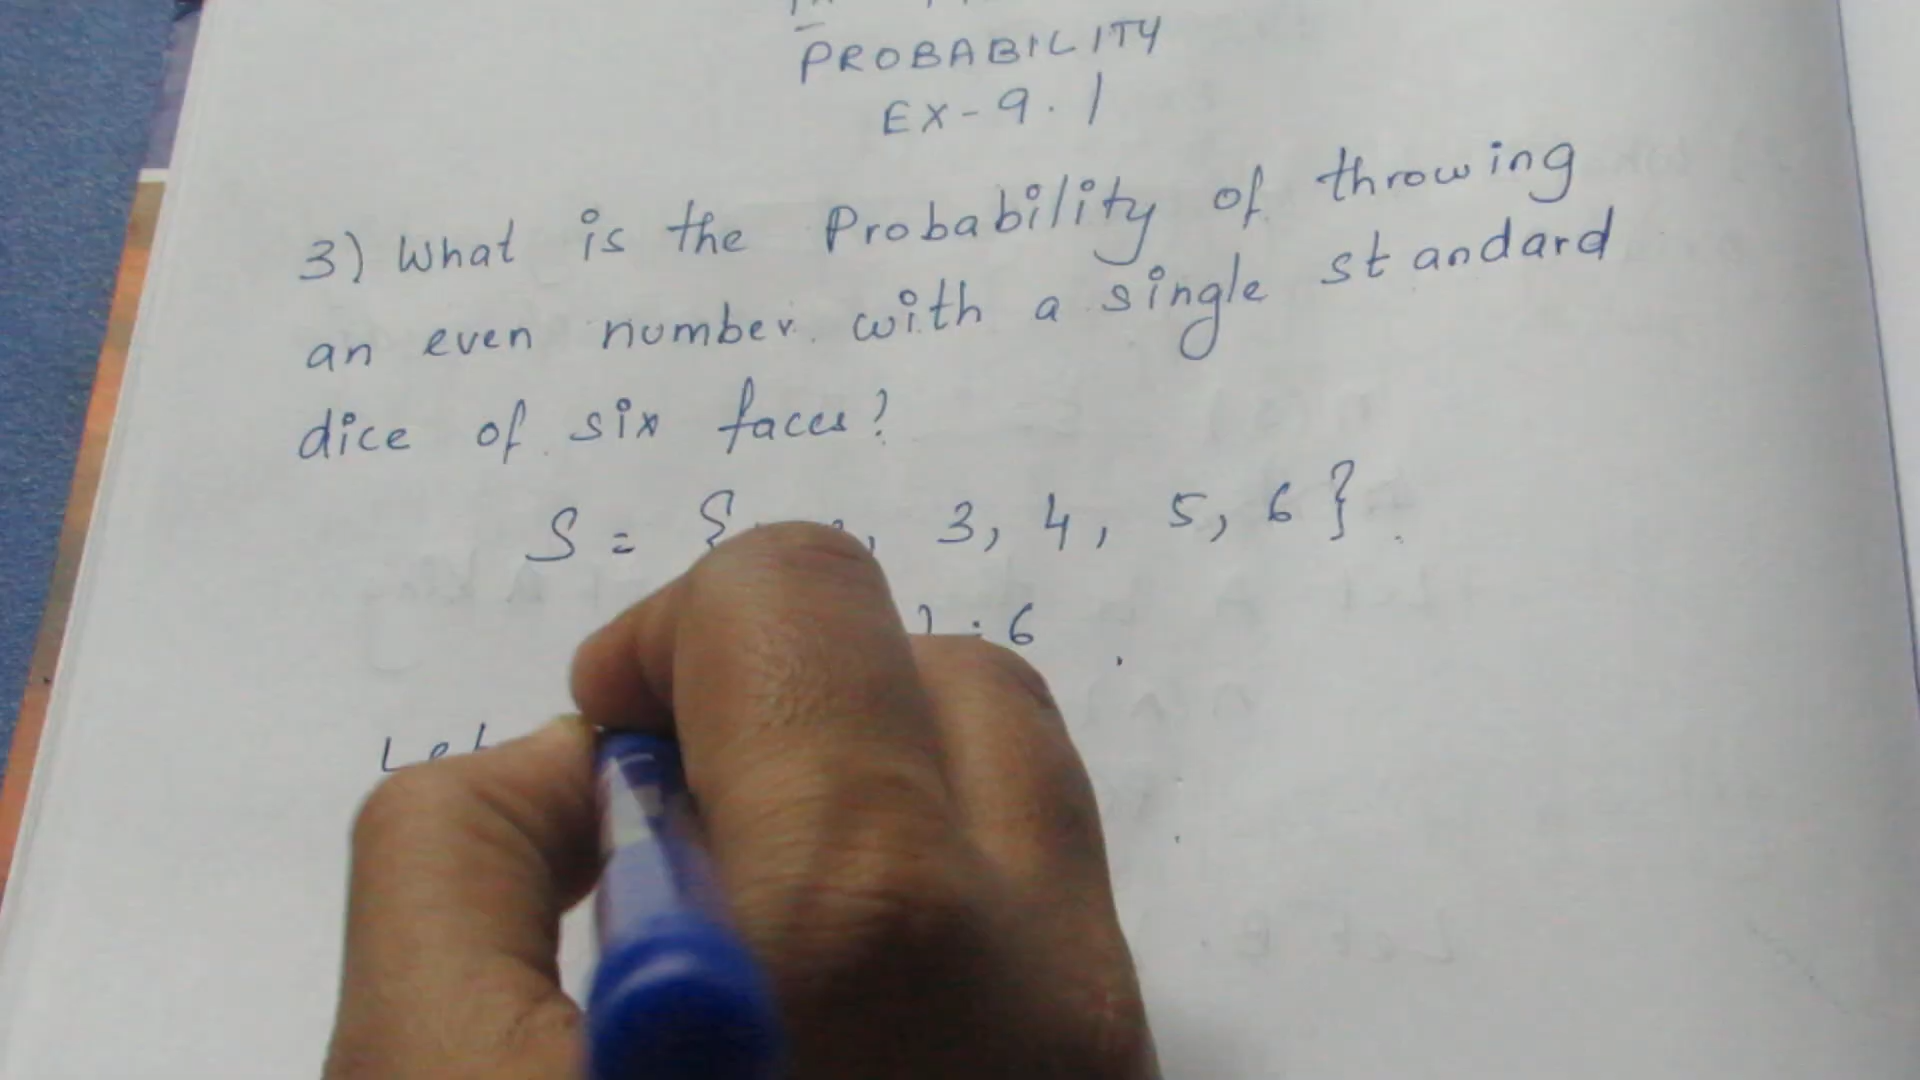 PROBABILITY
EX-9.1
3) What is the Probability of throwing
an even number with a single standard
dice of six faces?
S = { , 3, 4, 5, 6 }
) = 6
Let